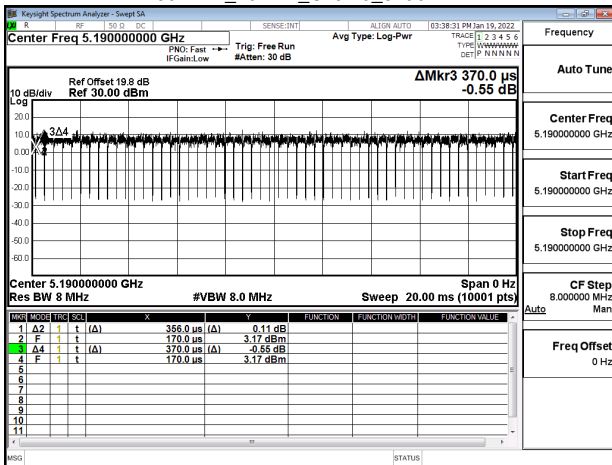 Keysight Spectrum Analyzer - Swept SA
R RF 50 Ω DC SENSE:INT ALIGN AUTO 03:38:31 PM Jan 19, 2022
Center Freq 5.190000000 GHz
PNO: Fast
IFGain:Low
Trig: Free Run
#Atten: 30 dB
Avg Type: Log-Pwr
TRACE 1 2 3 4 5 6
TYPE WWWWWW
DET P NNNNN
Ref Offset 19.8 dB
Ref 30.00 dBm
10 dB/div
Log
ΔMkr3 370.0 µs
-0.55 dB
20.0
10.0
0.00
-10.0
-20.0
-30.0
-40.0
-50.0
-60.0
3Δ4
Center 5.190000000 GHz Span 0 Hz
Res BW 8 MHz #VBW 8.0 MHz Sweep 20.00 ms (10001 pts)
MKR MODE TRC SCL X Y FUNCTION FUNCTION WIDTH FUNCTION VALUE
1 Δ2 1 t (Δ) 356.0 µs (Δ) 0.11 dB
2 F 1 t 170.0 µs 3.17 dBm
3 Δ4 1 t (Δ) 370.0 µs (Δ) -0.55 dB
4 F 1 t 170.0 µs 3.17 dBm
5
6
7
8
9
10
11
MSG STATUS
Frequency
Auto Tune
Center Freq
5.190000000 GHz
Start Freq
5.190000000 GHz
Stop Freq
5.190000000 GHz
CF Step
8.000000 MHz
Auto Man
Freq Offset
0 Hz